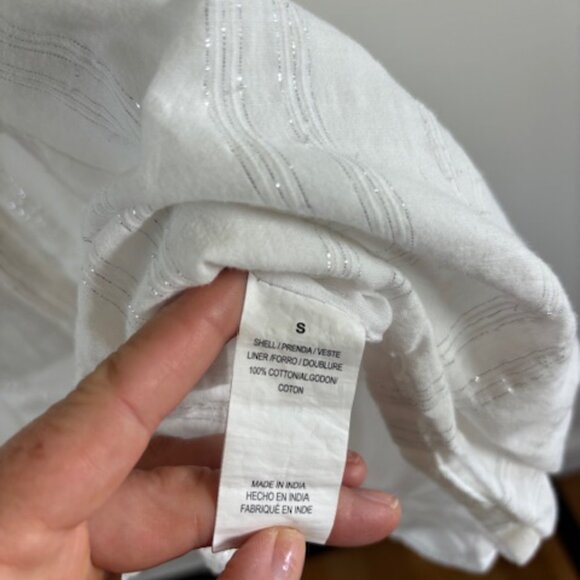 S
SHELL / PRENDA / VESTE
LINER /FORRO / DOUBLURE
100% COTTON/ALGODON/
COTON
MADE IN INDIA
HECHO EN INDIA
FABRIQUÉ EN INDE